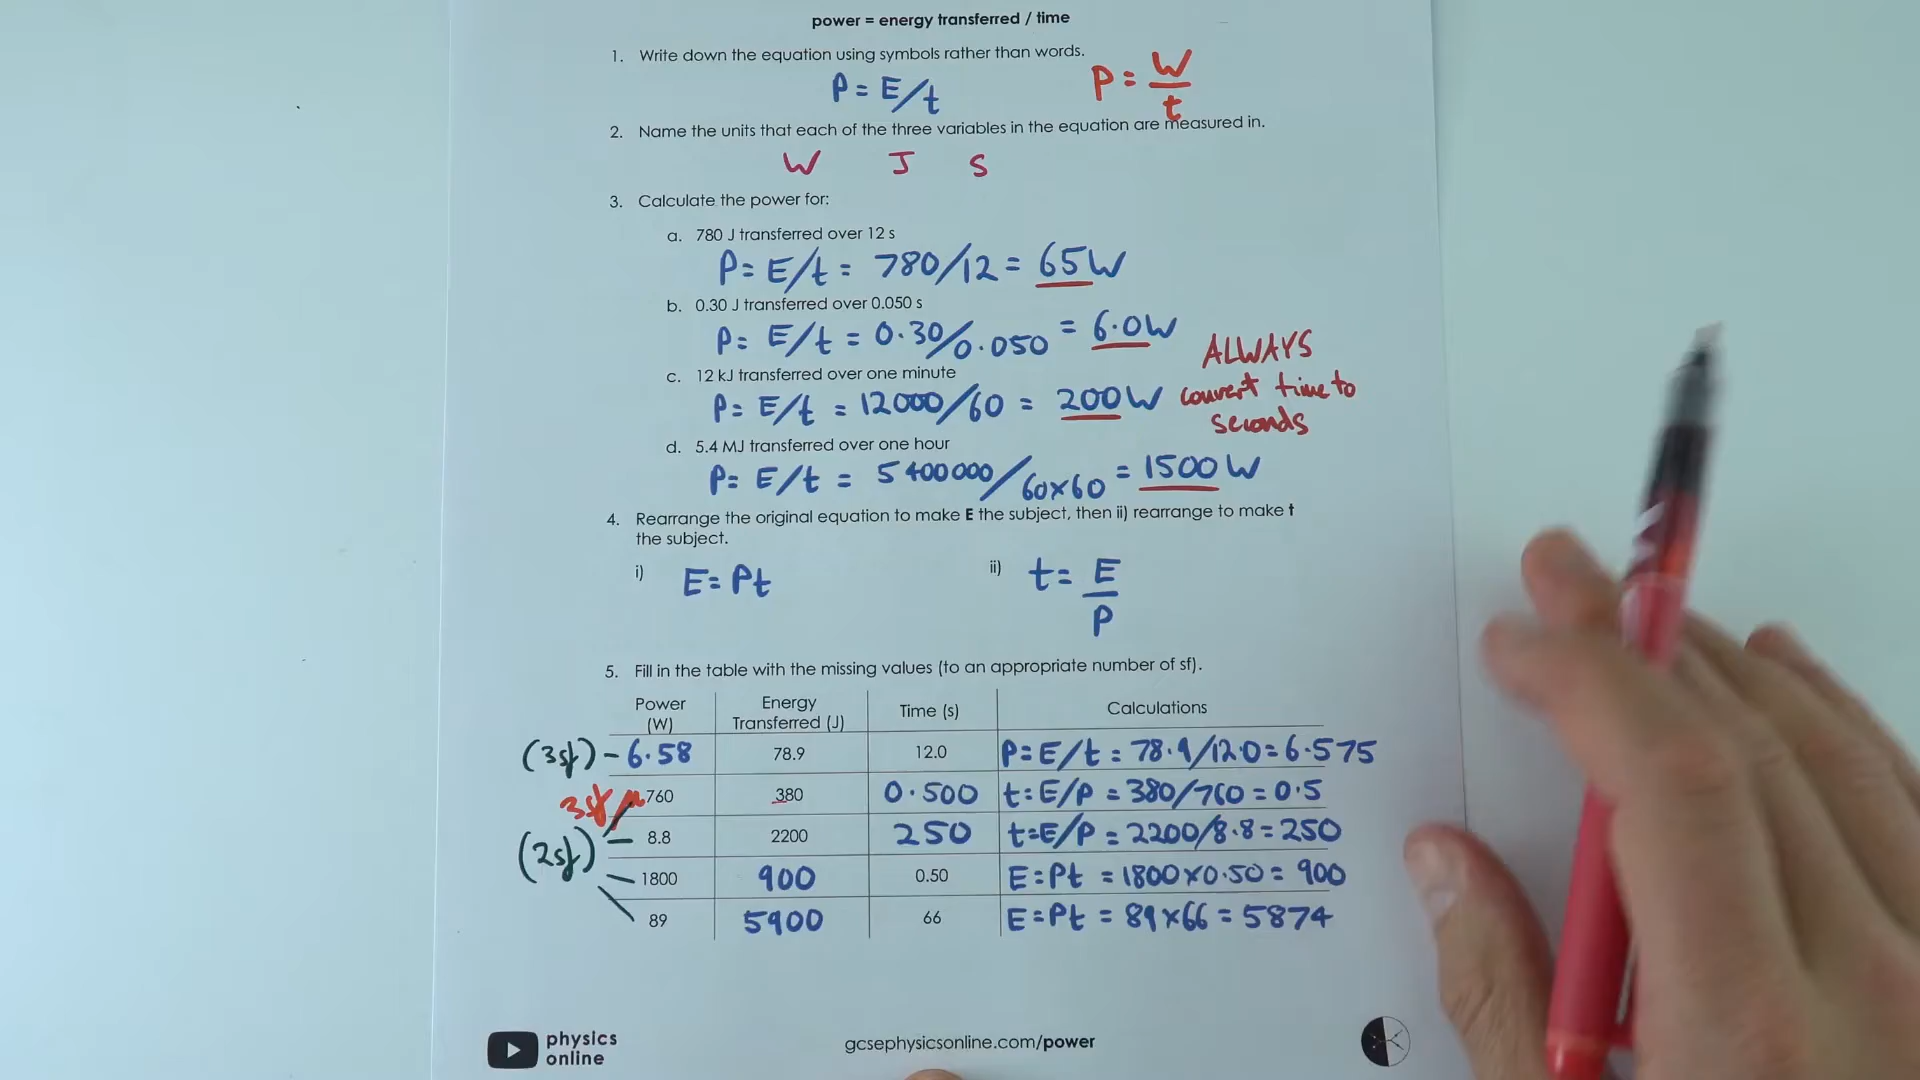 power = energy transferred / time
1. Write down the equation using symbols rather than words.
P = E/t
P = W/t
2. Name the units that each of the three variables in the equation are measured in.
W J S
3. Calculate the power for:
a. 780 J transferred over 12 s
P = E/t = 780/12 = 65W
b. 0.30 J transferred over 0.050 s
P = E/t = 0.30/0.050 = 6.0W
c. 12 kJ transferred over one minute
P = E/t = 12000/60 = 200W
ALWAYS
convert time to
seconds
d. 5.4 MJ transferred over one hour
P = E/t = 5400000/60×60 = 1500W
4. Rearrange the original equation to make E the subject, then ii) rearrange to make t
the subject.
i) E = Pt
ii) t = E/P
5. Fill in the table with the missing values (to an appropriate number of sf).
Power (W) Energy Transferred (J) Time (s) Calculations
(3sf) - 6.58 78.9 12.0 P = E/t = 78.9/12.0 = 6.575
3sf 760 380 0.500 t = E/P = 380/760 = 0.5
(2sf) 8.8 2200 250 t = E/P = 2200/8.8 = 250
1800 900 0.50 E = Pt = 1800×0.50 = 900
89 5900 66 E = Pt = 89×66 = 5874
physics
online
gcsephysicsonline.com/power